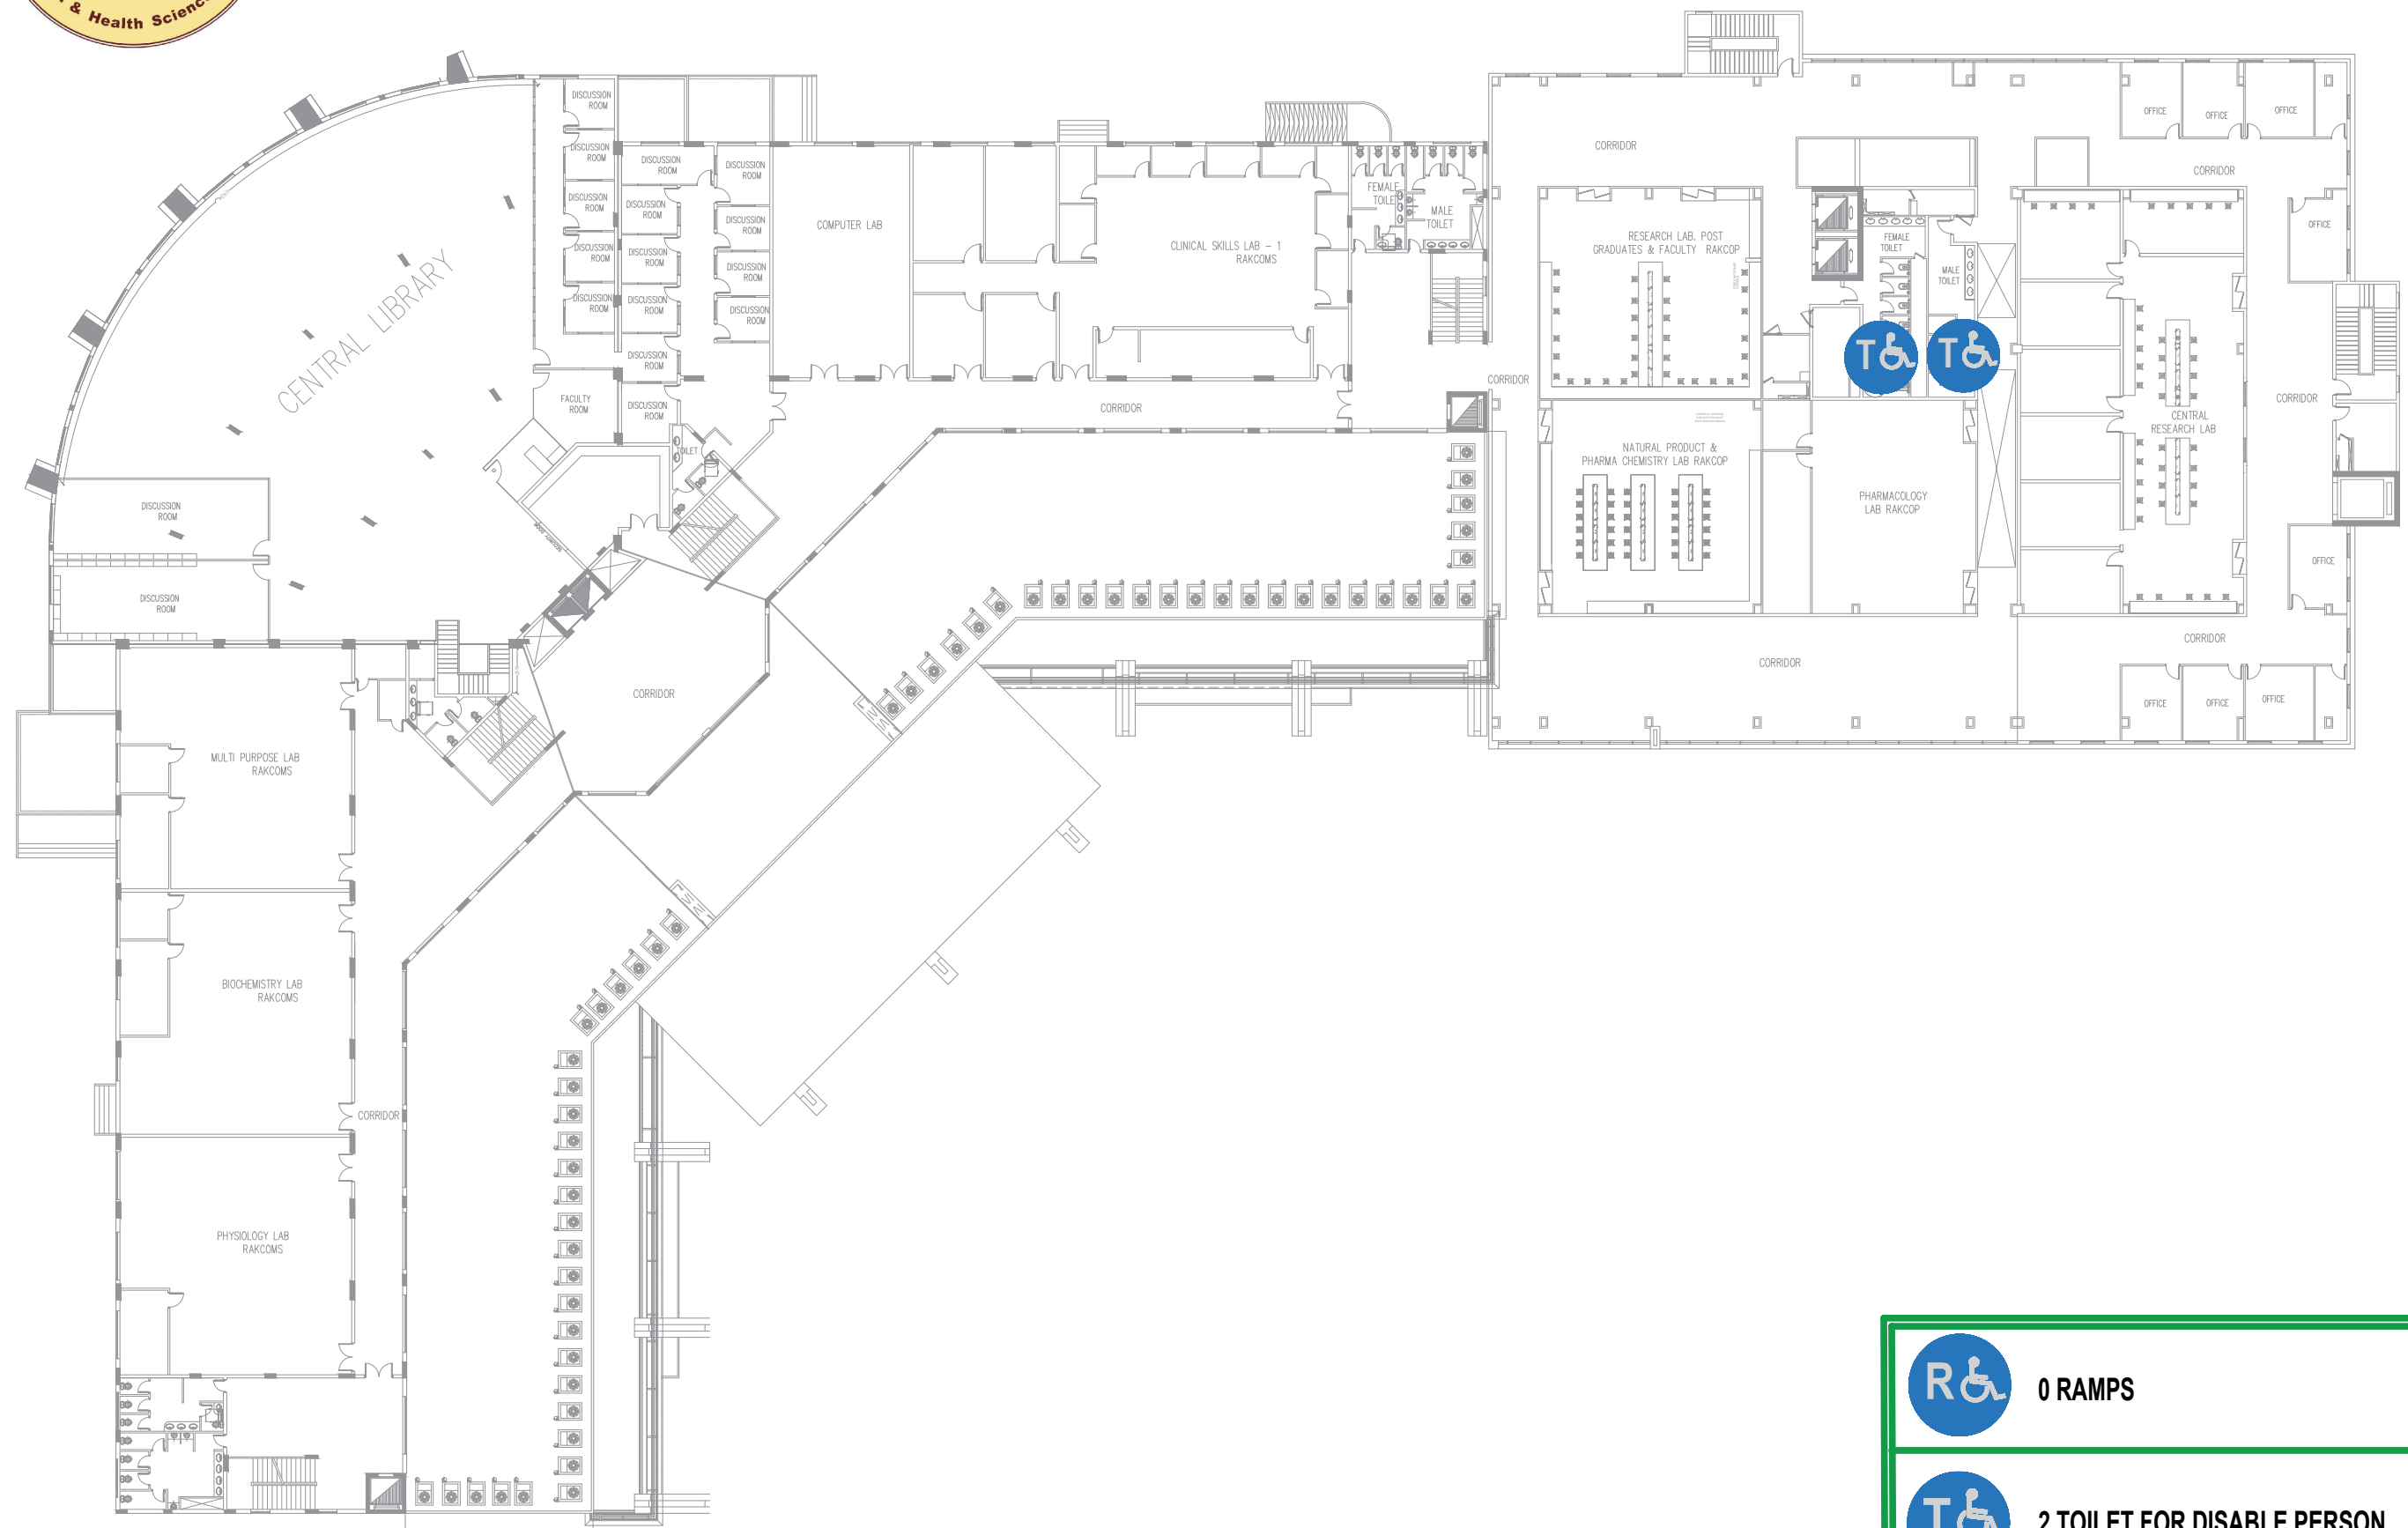 & Health Scienc
DISCUSSION
ROOM
DISCUSSION
ROOM
DISCUSSION
ROOM
DISCUSSION
ROOM
DISCUSSION
ROOM
DISCUSSION
ROOM
DISCUSSION
ROOM
DISCUSSION
ROOM
DISCUSSION
ROOM
DISCUSSION
ROOM
DISCUSSION
ROOM
DISCUSSION
ROOM
DISCUSSION
ROOM
DISCUSSION
ROOM
DISCUSSION
ROOM
COMPUTER LAB
CLINICAL SKILLS LAB - 1
RAKCOMS
FEMALE
TOILET
MALE
TOILET
CENTRAL LIBRARY
FACULTY
ROOM
TOILET
CORRIDOR
DISCUSSION
ROOM
DISCUSSION
ROOM
CORRIDOR
CORRIDOR
CORRIDOR
OFFICE
OFFICE
OFFICE
CORRIDOR
OFFICE
RESEARCH LAB. POST
GRADUATES & FACULTY RAKCOP
FEMALE
TOILET
MALE
TOILET
T
T
NATURAL PRODUCT &
PHARMA CHEMISTRY LAB RAKCOP
PHARMACOLOGY
LAB RAKCOP
CENTRAL
RESEARCH LAB
CORRIDOR
OFFICE
CORRIDOR
CORRIDOR
OFFICE
OFFICE
OFFICE
MULTI PURPOSE LAB
RAKCOMS
BIOCHEMISTRY LAB
RAKCOMS
CORRIDOR
PHYSIOLOGY LAB
RAKCOMS
R
0 RAMPS
T
2 TOILET FOR DISABLE PERSON